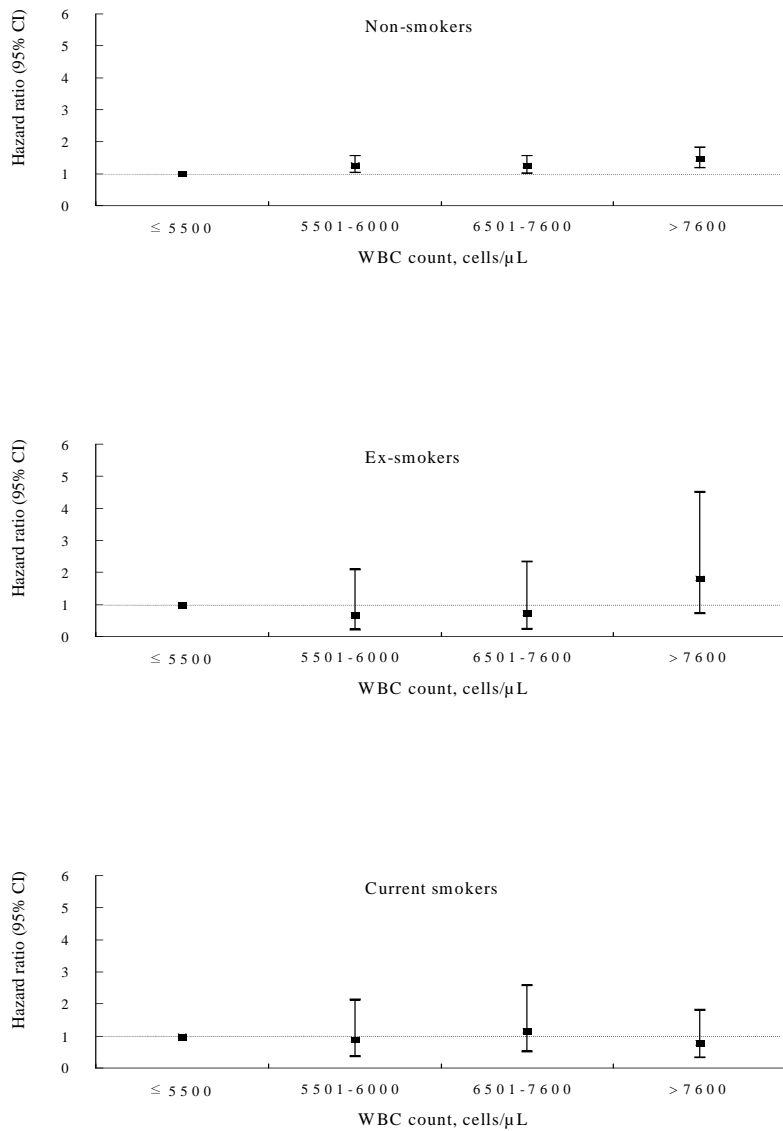 Non-smokers
Hazard ratio (95% CI)
6
5
4
3
2
1
0
≤ 5500 5501-6000 6501-7600 >7600
WBC count, cells/µL
Ex-smokers
Hazard ratio (95% CI)
6
5
4
3
2
1
0
≤ 5500 5501-6000 6501-7600 >7600
WBC count, cells/µL
Current smokers
Hazard ratio (95% CI)
6
5
4
3
2
1
0
≤ 5500 5501-6000 6501-7600 >7600
WBC count, cells/µL